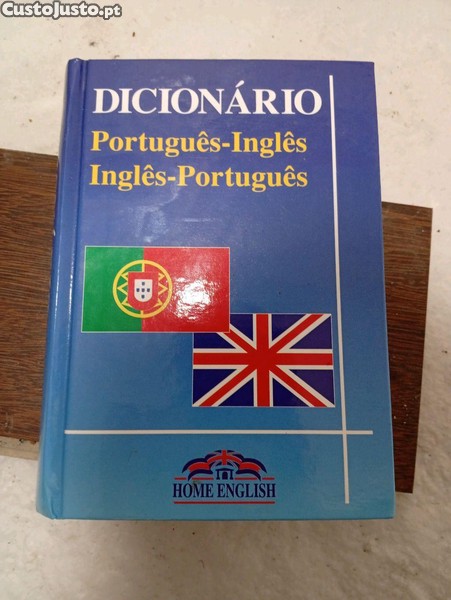 CustoJusto.pt
DICIONÁRIO
Português-Inglês
Inglês-Português
HOME ENGLISH